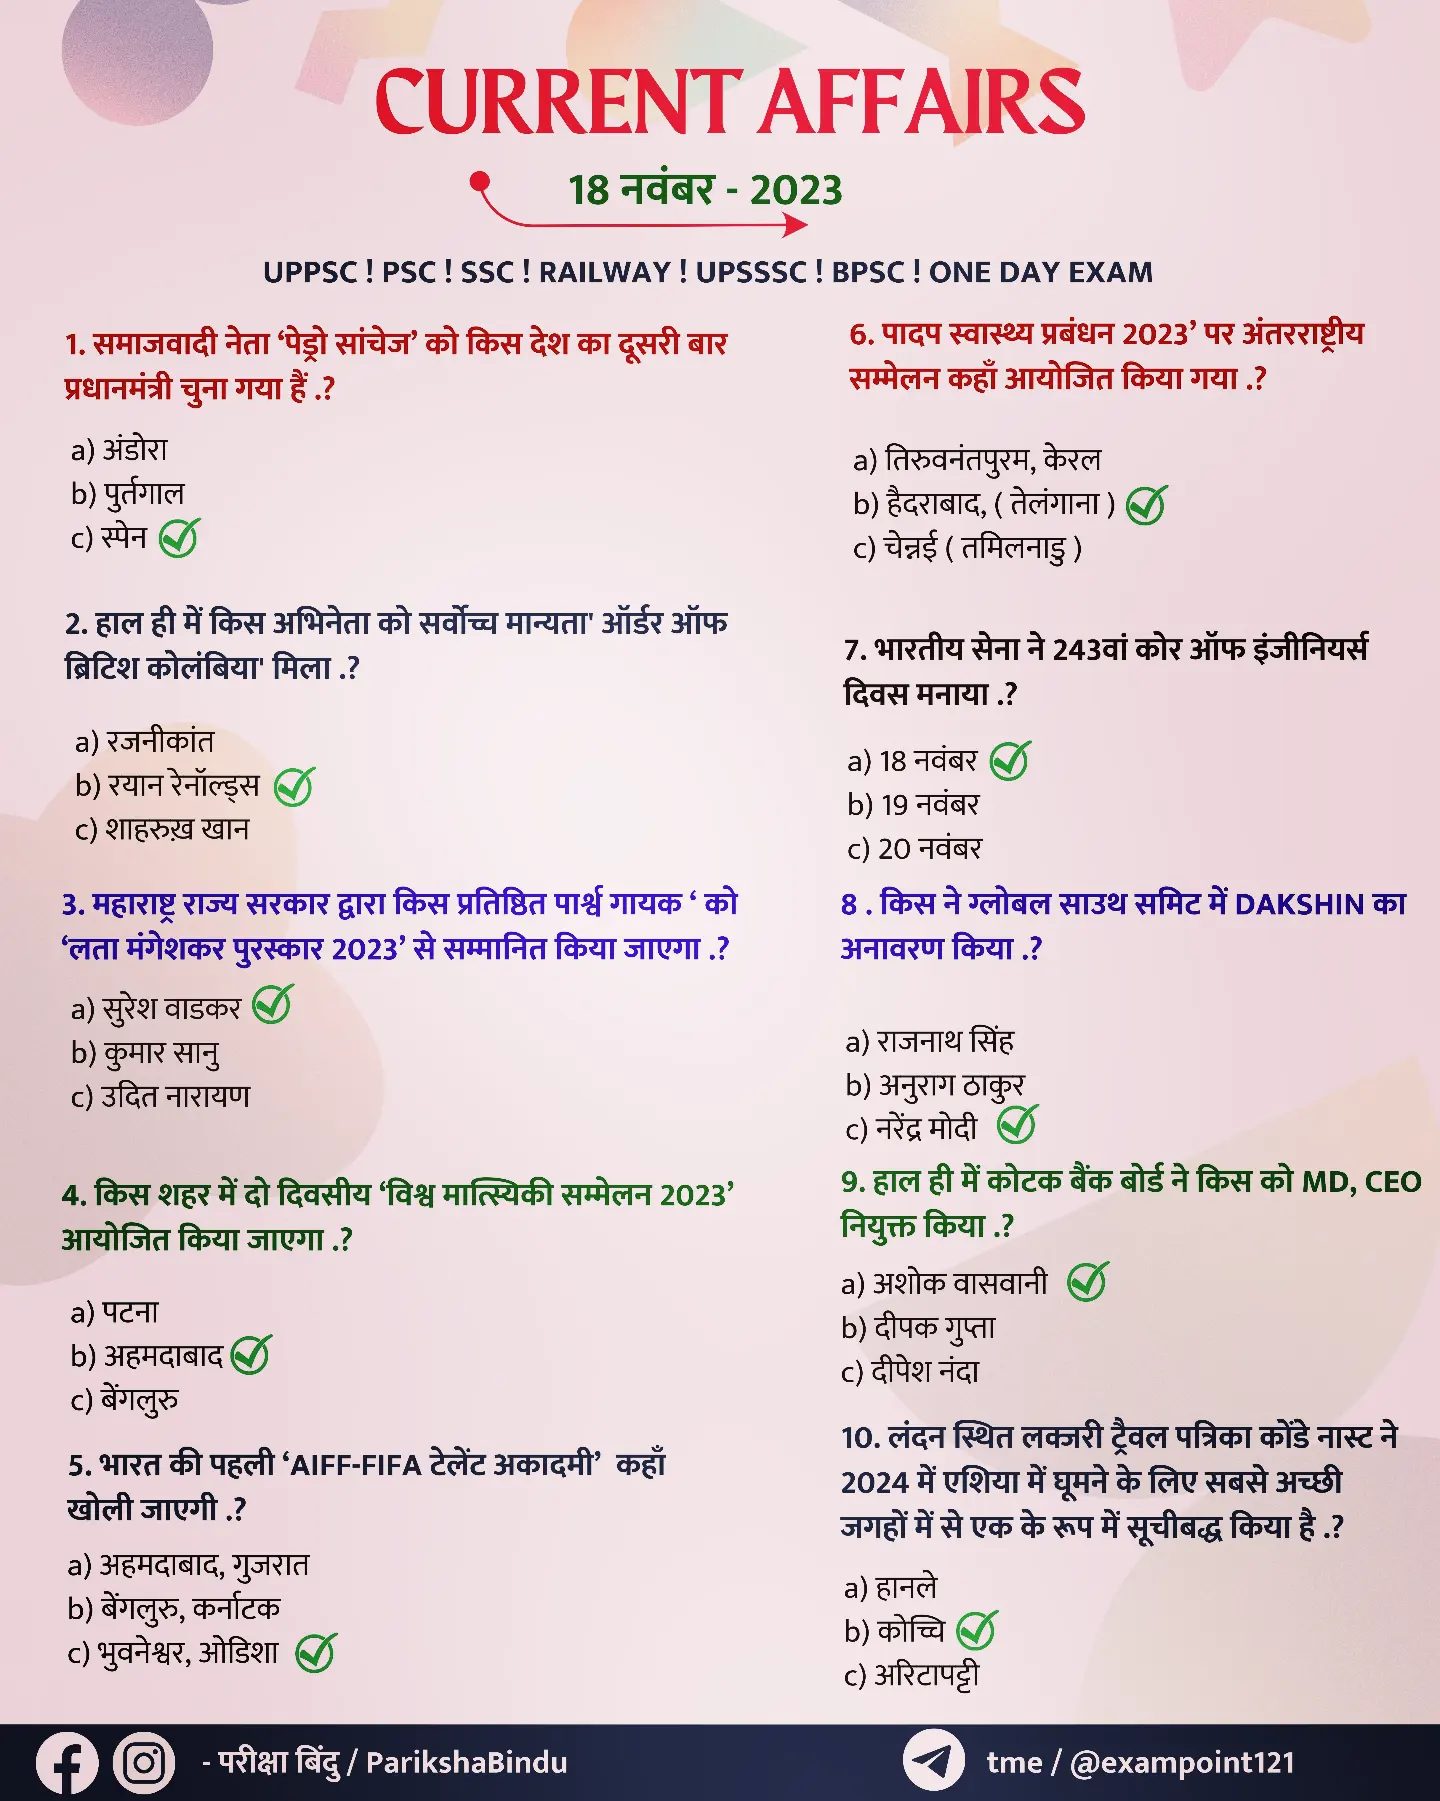 CURRENT AFFAIRS
18 नवंबर - 2023
UPPSC ! PSC ! SSC ! RAILWAY ! UPSSSC ! BPSC ! ONE DAY EXAM
1. समाजवादी नेता ‘पेड्रो सांचेज’ को किस देश का दूसरी बार
प्रधानमंत्री चुना गया हैं .?
a) अंडोरा
b) पुर्तगाल
c) स्पेन
2. हाल ही में किस अभिनेता को सर्वोच्च मान्यता' ऑर्डर ऑफ
ब्रिटिश कोलंबिया' मिला .?
a) रजनीकांत
b) रयान रेनॉल्ड्स
c) शाहरुख़ खान
3. महाराष्ट्र राज्य सरकार द्वारा किस प्रतिष्ठित पार्श्व गायक ‘ को
‘लता मंगेशकर पुरस्कार 2023’ से सम्मानित किया जाएगा .?
a) सुरेश वाडकर
b) कुमार सानु
c) उदित नारायण
4. किस शहर में दो दिवसीय ‘विश्व मात्स्यिकी सम्मेलन 2023’
आयोजित किया जाएगा .?
a) पटना
b) अहमदाबाद
c) बेंगलुरु
5. भारत की पहली ‘AIFF-FIFA टेलेंट अकादमी’ कहाँ
खोली जाएगी .?
a) अहमदाबाद, गुजरात
b) बेंगलुरु, कर्नाटक
c) भुवनेश्वर, ओडिशा
6. पादप स्वास्थ्य प्रबंधन 2023’ पर अंतरराष्ट्रीय
सम्मेलन कहाँ आयोजित किया गया .?
a) तिरुवनंतपुरम, केरल
b) हैदराबाद, ( तेलंगाना )
c) चेन्नई ( तमिलनाडु )
7. भारतीय सेना ने 243वां कोर ऑफ इंजीनियर्स
दिवस मनाया .?
a) 18 नवंबर
b) 19 नवंबर
c) 20 नवंबर
8 . किस ने ग्लोबल साउथ समिट में DAKSHIN का
अनावरण किया .?
a) राजनाथ सिंह
b) अनुराग ठाकुर
c) नरेंद्र मोदी
9. हाल ही में कोटक बैंक बोर्ड ने किस को MD, CEO
नियुक्त किया .?
a) अशोक वासवानी
b) दीपक गुप्ता
c) दीपेश नंदा
10. लंदन स्थित लक्जरी ट्रैवल पत्रिका कोंडे नास्ट ने
2024 में एशिया में घूमने के लिए सबसे अच्छी
जगहों में से एक के रूप में सूचीबद्ध किया है .?
a) हानले
b) कोच्चि
c) अरिटापट्टी
- परीक्षा बिंदु / ParikshaBindu
tme / @exampoint121